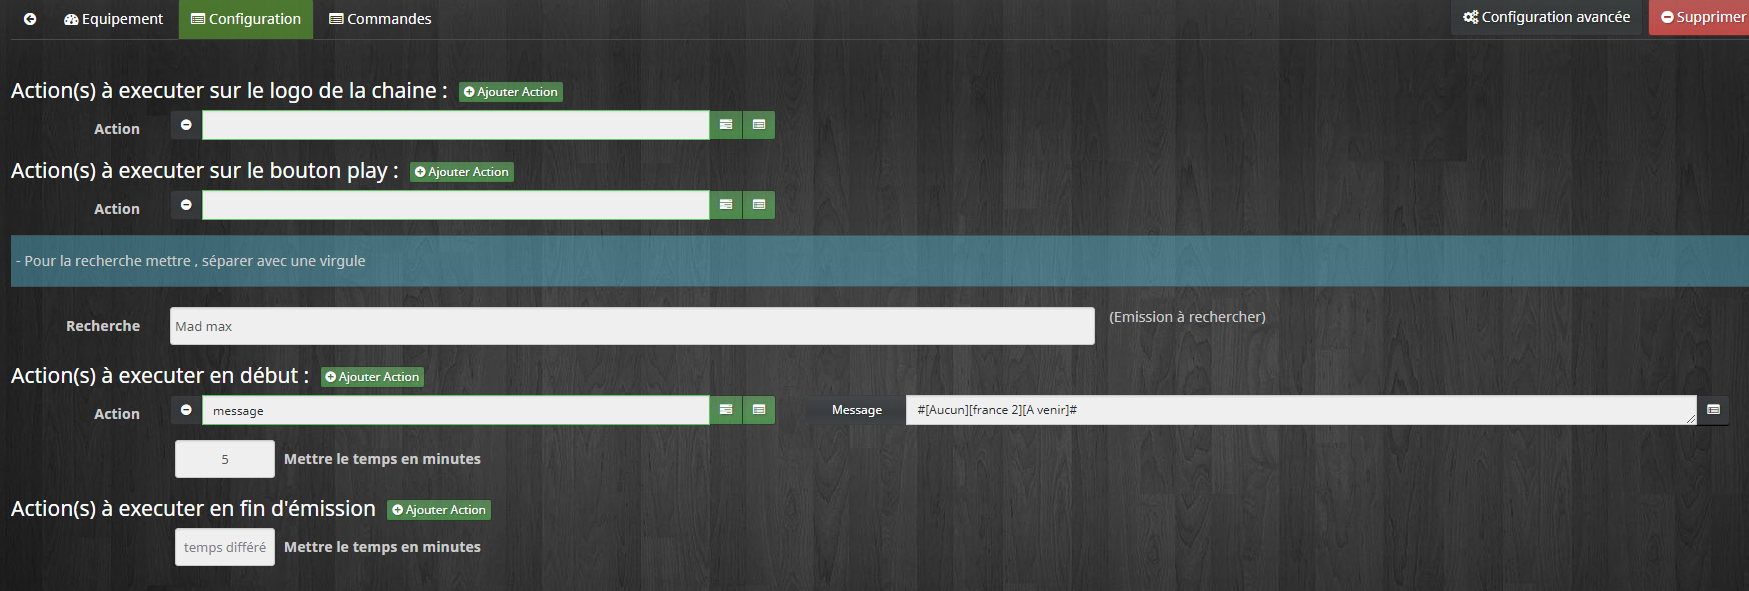 Equipement Configuration Commandes Configuration avancée Supprimer
Action(s) à executer sur le logo de la chaine : Ajouter Action
Action
Action(s) à executer sur le bouton play : Ajouter Action
Action
- Pour la recherche mettre , séparer avec une virgule
Recherche Mad max (Emission à rechercher)
Action(s) à executer en début : Ajouter Action
Action message Message #[Aucun][france 2][A venir]#
5 Mettre le temps en minutes
Action(s) à executer en fin d'émission Ajouter Action
temps différé Mettre le temps en minutes